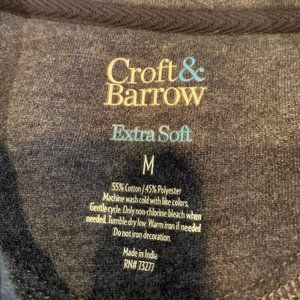 Croft&
Barrow
Extra Soft
M
55% Cotton / 45% Polyester
Machine wash cold with like colors.
Gentle cycle. Only non-chlorine bleach when
needed. Tumble dry low. Warm iron if needed
Do not iron decoration.
Made in India
RN# 73277